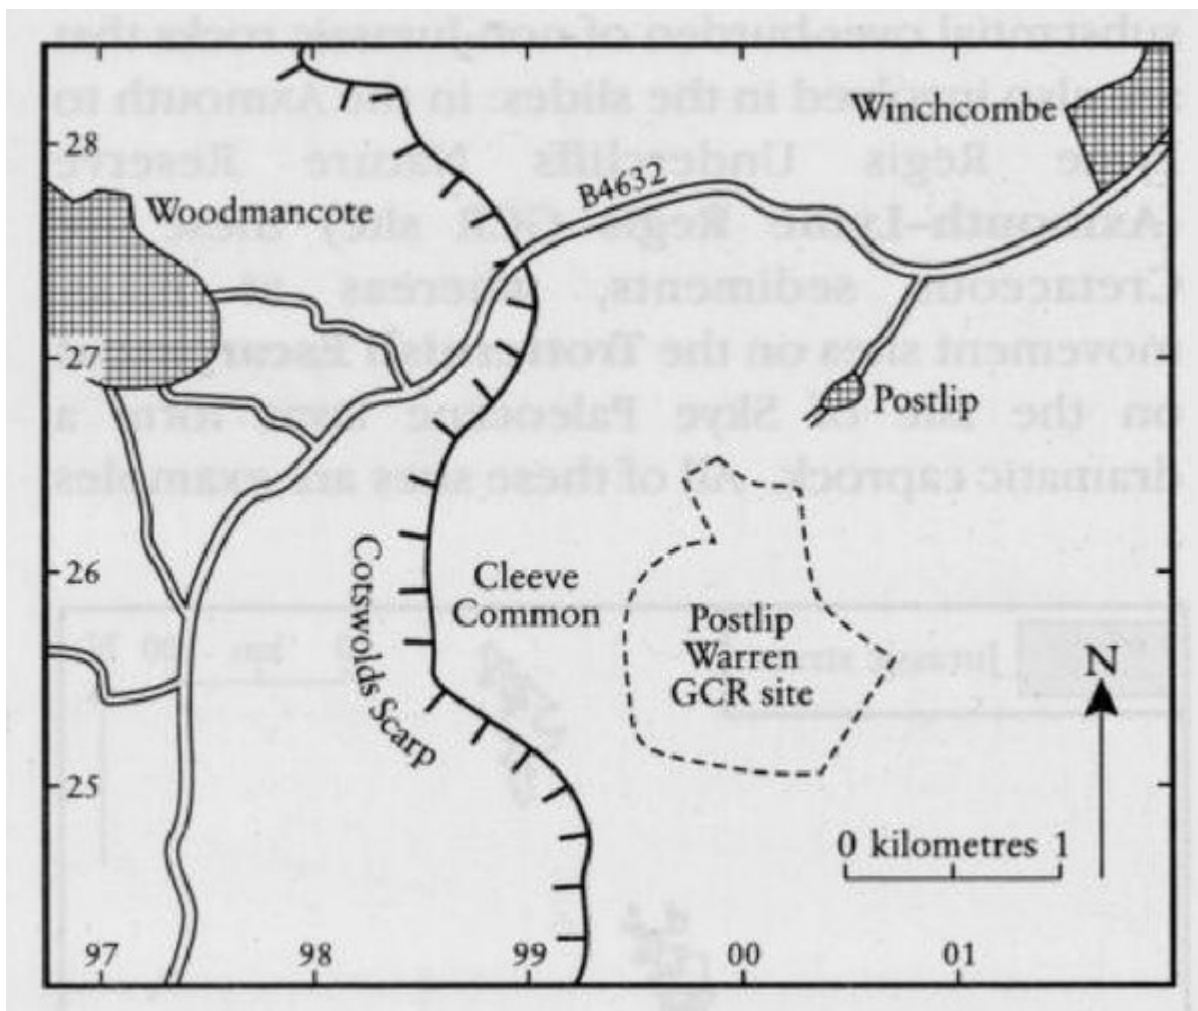 28
Winchcombe
B4632
Woodmancote
27
Postlip
26
Cleeve
Common
Cotswolds Scarp
Postlip
Warren
GCR site
N
25
0 kilometres 1
97 98 99 00 01